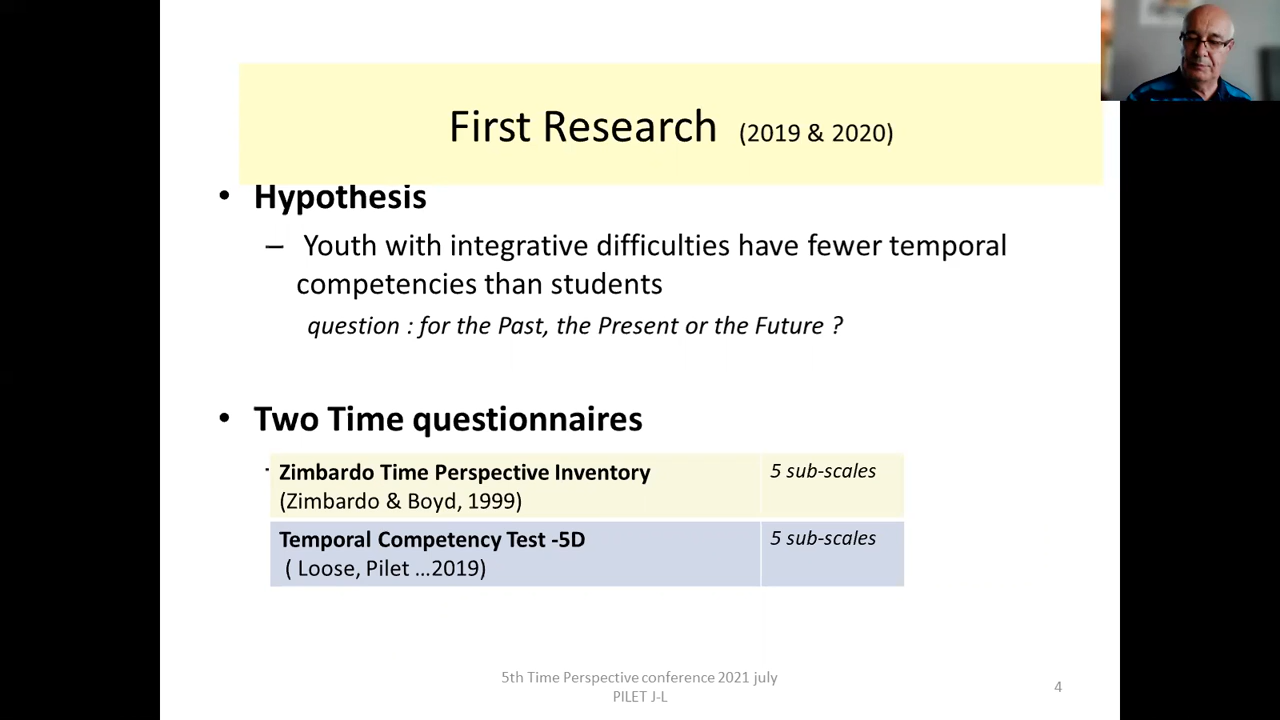 First Research (2019 & 2020)
• Hypothesis
– Youth with integrative difficulties have fewer temporal
competencies than students
question : for the Past, the Present or the Future ?
• Two Time questionnaires
Zimbardo Time Perspective Inventory
(Zimbardo & Boyd, 1999)
5 sub-scales
Temporal Competency Test -5D
( Loose, Pilet ...2019)
5 sub-scales
5th Time Perspective conference 2021 july
PILET J-L
4